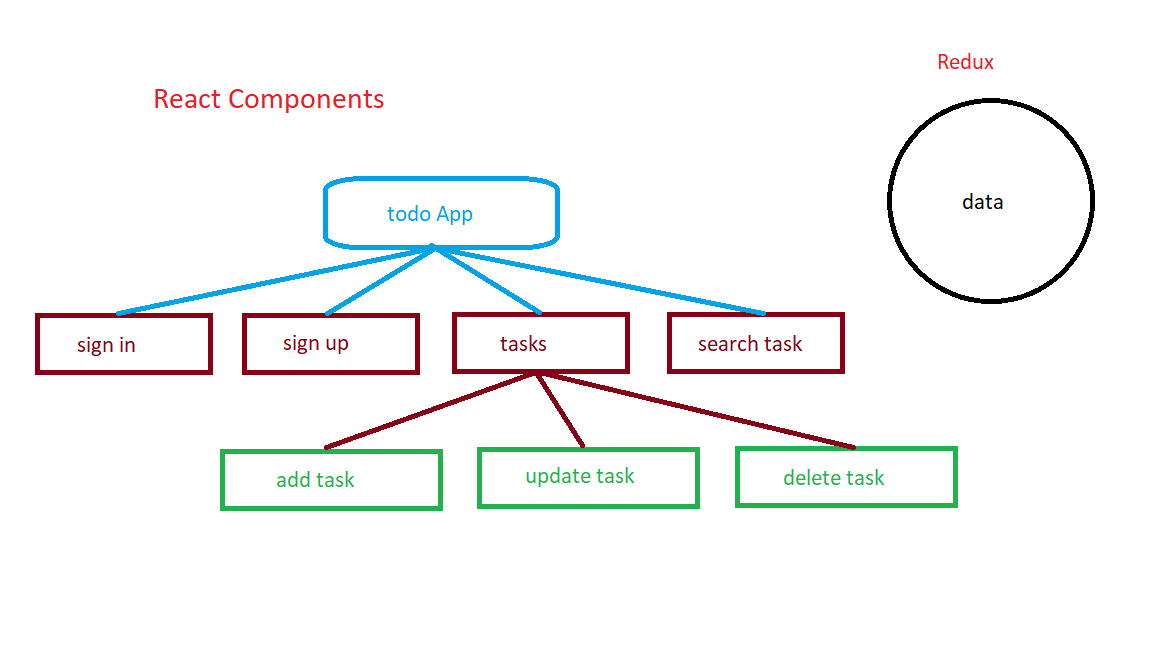 Redux
React Components
data
todo App
sign in
sign up
tasks
search task
add task
update task
delete task